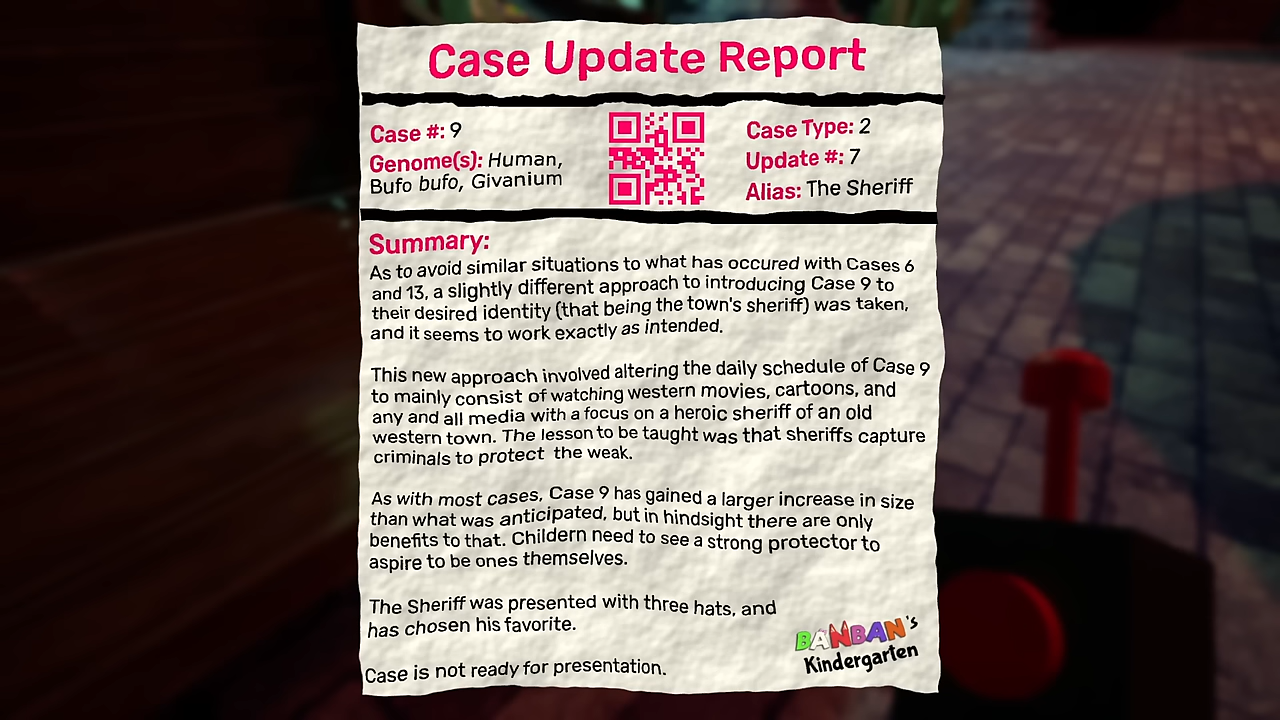 Case Update Report
Case #: 9
Genome(s): Human,
Bufo bufo, Givanium
Case Type: 2
Update #: 7
Alias: The Sheriff
Summary:
As to avoid similar situations to what has occured with Cases 6
and 13, a slightly different approach to introducing Case 9 to
their desired identity (that being the town's sheriff) was taken,
and it seems to work exactly as intended.
This new approach involved altering the daily schedule of Case 9
to mainly consist of watching western movies, cartoons, and
any and all media with a focus on a heroic sheriff of an old
western town. The lesson to be taught was that sheriffs capture
criminals to protect the weak.
As with most cases, Case 9 has gained a larger increase in size
than what was anticipated, but in hindsight there are only
benefits to that. Childern need to see a strong protector to
aspire to be ones themselves.
The Sheriff was presented with three hats, and
has chosen his favorite.
Case is not ready for presentation.
BANBAN's
Kindergarten